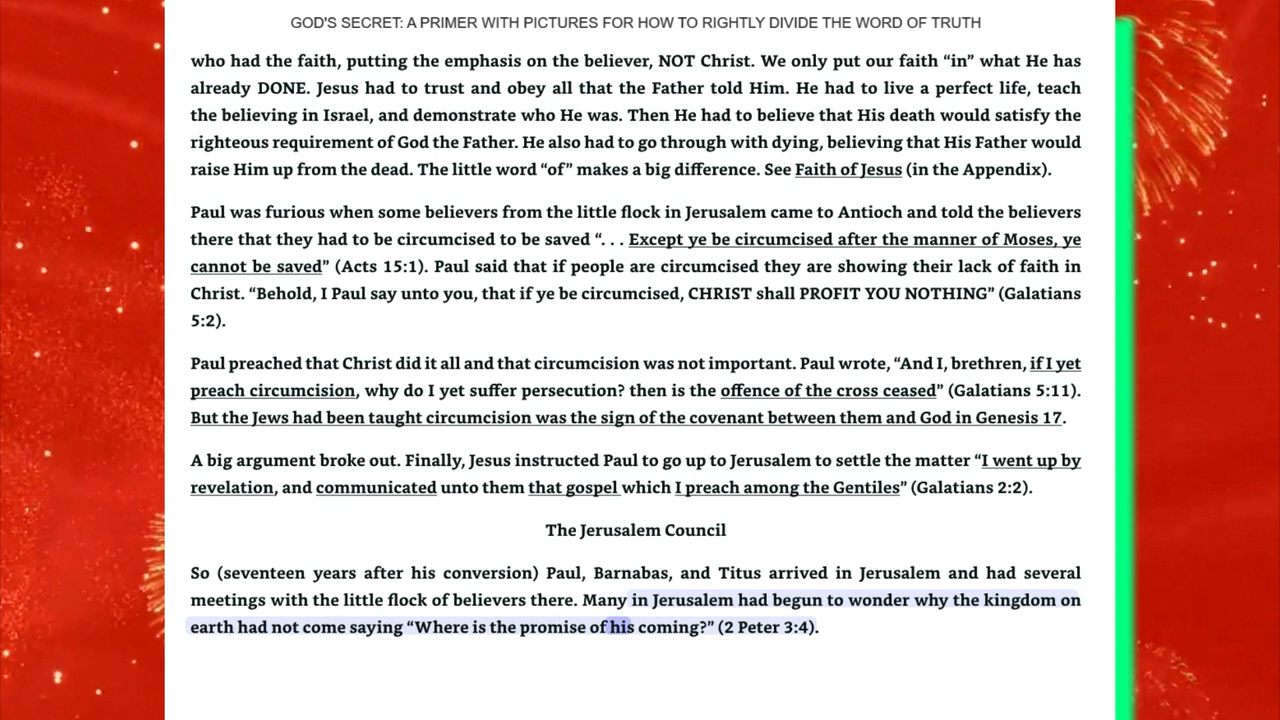 GOD'S SECRET: A PRIMER WITH PICTURES FOR HOW TO RIGHTLY DIVIDE THE WORD OF TRUTH
who had the faith, putting the emphasis on the believer, NOT Christ. We only put our faith “in” what He has
already DONE. Jesus had to trust and obey all that the Father told Him. He had to live a perfect life, teach
the believing in Israel, and demonstrate who He was. Then He had to believe that His death would satisfy the
righteous requirement of God the Father. He also had to go through with dying, believing that His Father would
raise Him up from the dead. The little word “of” makes a big difference. See Faith of Jesus (in the Appendix).
Paul was furious when some believers from the little flock in Jerusalem came to Antioch and told the believers
there that they had to be circumcised to be saved “. . . Except ye be circumcised after the manner of Moses, ye
cannot be saved” (Acts 15:1). Paul said that if people are circumcised they are showing their lack of faith in
Christ. “Behold, I Paul say unto you, that if ye be circumcised, CHRIST shall PROFIT YOU NOTHING” (Galatians
5:2).
Paul preached that Christ did it all and that circumcision was not important. Paul wrote, “And I, brethren, if I yet
preach circumcision, why do I yet suffer persecution? then is the offence of the cross ceased” (Galatians 5:11).
But the Jews had been taught circumcision was the sign of the covenant between them and God in Genesis 17.
A big argument broke out. Finally, Jesus instructed Paul to go up to Jerusalem to settle the matter “I went up by
revelation, and communicated unto them that gospel which I preach among the Gentiles” (Galatians 2:2).
The Jerusalem Council
So (seventeen years after his conversion) Paul, Barnabas, and Titus arrived in Jerusalem and had several
meetings with the little flock of believers there. Many in Jerusalem had begun to wonder why the kingdom on
earth had not come saying “Where is the promise of his coming?” (2 Peter 3:4).